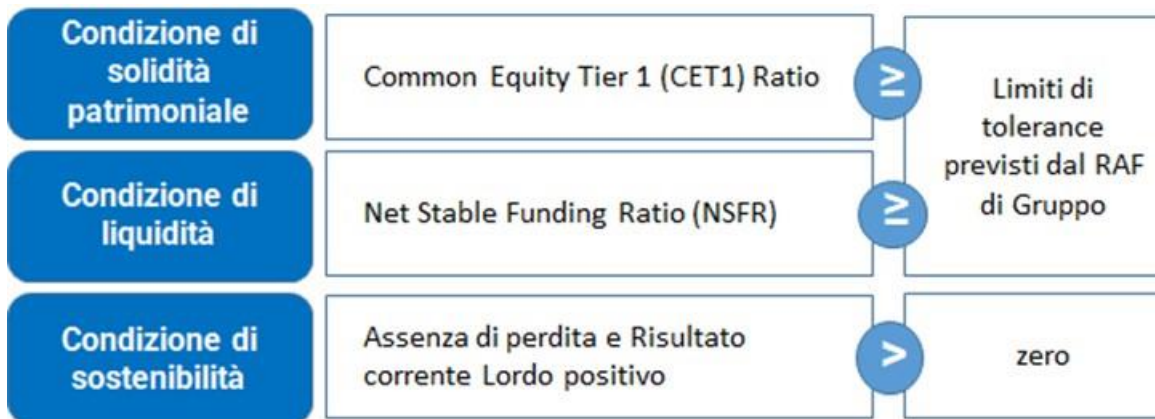 Condizione di
solidità
patrimoniale
Common Equity Tier 1 (CET1) Ratio
≥
Limiti di
tolerance
previsti dal RAF
di Gruppo
Condizione di
liquidità
Net Stable Funding Ratio (NSFR)
≥
Condizione di
sostenibilità
Assenza di perdita e Risultato
corrente Lordo positivo
>
zero